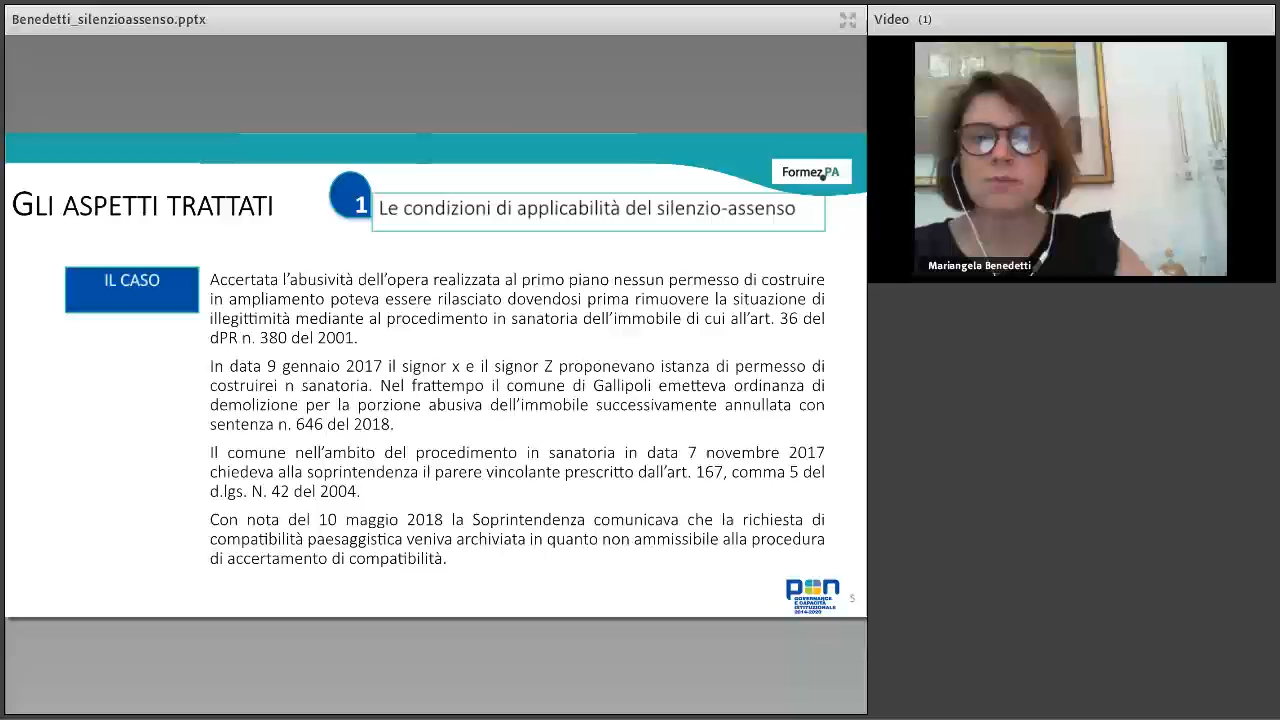 Benedetti_silenzioassenso.pptx
Video (1)
FormezPA
GLI ASPETTI TRATTATI
1
Le condizioni di applicabilità del silenzio-assenso
IL CASO
Accertata l'abusività dell'opera realizzata al primo piano nessun permesso di costruire
in ampliamento poteva essere rilasciato dovendosi prima rimuovere la situazione di
illegittimità mediante al procedimento in sanatoria dell'immobile di cui all'art. 36 del
dPR n. 380 del 2001.
In data 9 gennaio 2017 il signor x e il signor Z proponevano istanza di permesso di
costruirei n sanatoria. Nel frattempo il comune di Gallipoli emetteva ordinanza di
demolizione per la porzione abusiva dell'immobile successivamente annullata con
sentenza n. 646 del 2018.
Il comune nell'ambito del procedimento in sanatoria in data 7 novembre 2017
chiedeva alla soprintendenza il parere vincolante prescritto dall'art. 167, comma 5 del
d.lgs. N. 42 del 2004.
Con nota del 10 maggio 2018 la Soprintendenza comunicava che la richiesta di
compatibilità paesaggistica veniva archiviata in quanto non ammissibile alla procedura
di accertamento di compatibilità.
pon
GOVERNANCE
E CAPACITÀ
ISTITUZIONALE
2014-2020
5
Mariangela Benedetti